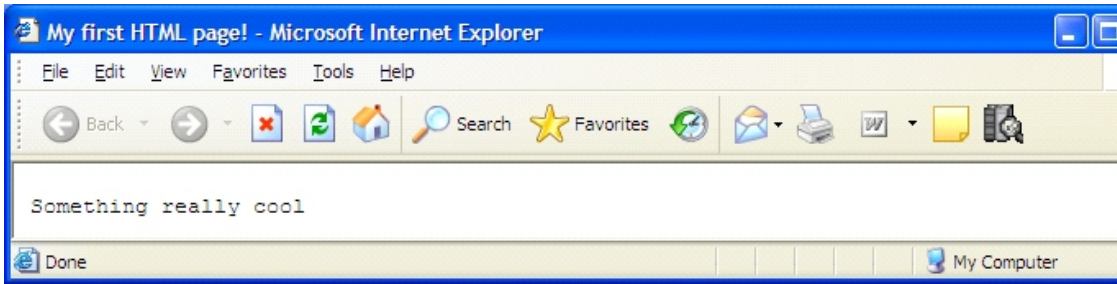 My first HTML page! - Microsoft Internet Explorer
File Edit View Favorites Tools Help
Back Search Favorites W
Something really cool
Done My Computer